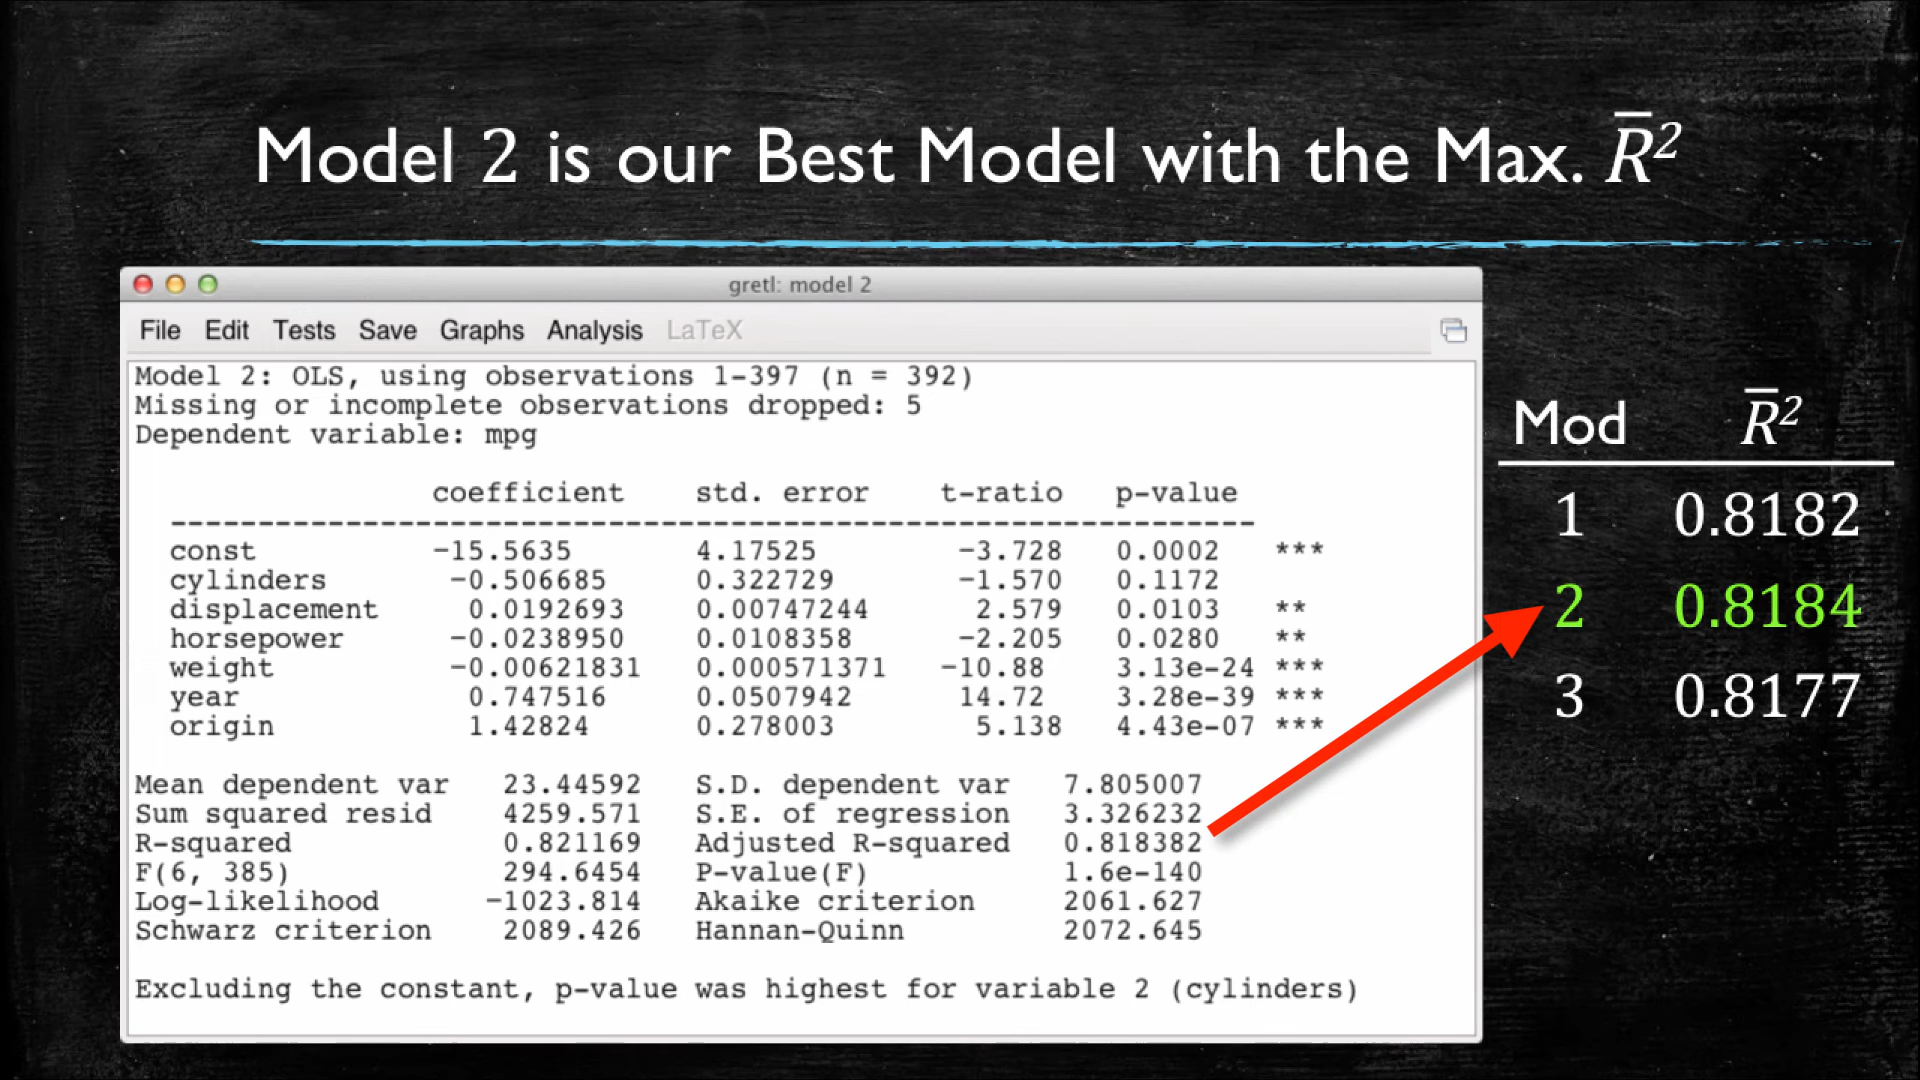 Model 2 is our Best Model with the Max. R̅²
gretl: model 2
File Edit Tests Save Graphs Analysis LaTeX
Model 2: OLS, using observations 1-397 (n = 392)
Missing or incomplete observations dropped: 5
Dependent variable: mpg
coefficient std. error t-ratio p-value
-----------------------------------------------------------------
const −15.5635 4.17525 −3.728 0.0002 ***
cylinders −0.506685 0.322729 −1.570 0.1172
displacement 0.0192693 0.00747244 2.579 0.0103 **
horsepower −0.0238950 0.0108358 −2.205 0.0280 **
weight −0.00621831 0.000571371 −10.88 3.13e-24 ***
year 0.747516 0.0507942 14.72 3.28e-39 ***
origin 1.42824 0.278003 5.138 4.43e-07 ***
Mean dependent var 23.44592 S.D. dependent var 7.805007
Sum squared resid 4259.571 S.E. of regression 3.326232
R-squared 0.821169 Adjusted R-squared 0.818382
F(6, 385) 294.6454 P-value(F) 1.6e-140
Log-likelihood −1023.814 Akaike criterion 2061.627
Schwarz criterion 2089.426 Hannan-Quinn 2072.645
Excluding the constant, p-value was highest for variable 2 (cylinders)
Mod R̅²
1 0.8182
2 0.8184
3 0.8177